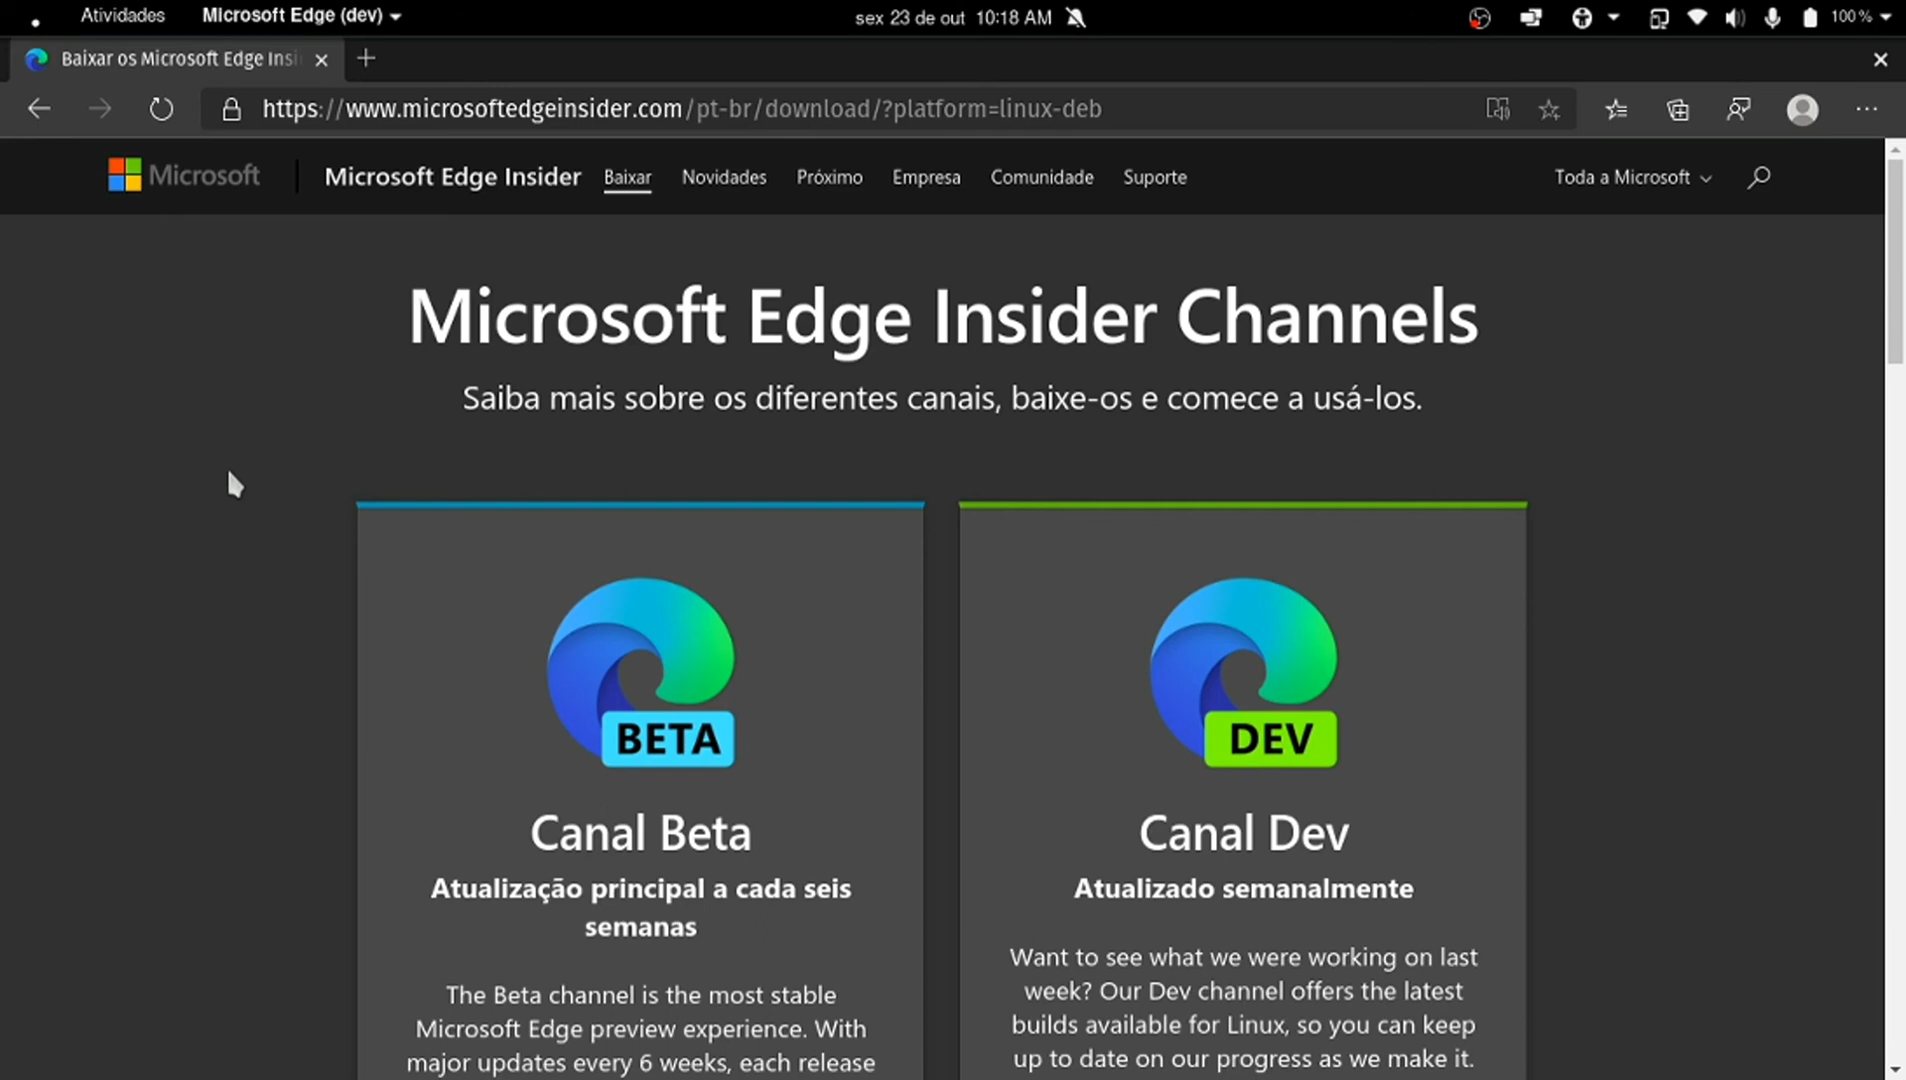 Atividades Microsoft Edge (dev) sex 23 de out 10:18 AM 100 %
Baixar os Microsoft Edge Insi
https://www.microsoftedgeinsider.com/pt-br/download/?platform=linux-deb
Microsoft Microsoft Edge Insider Baixar Novidades Próximo Empresa Comunidade Suporte Toda a Microsoft
Microsoft Edge Insider Channels
Saiba mais sobre os diferentes canais, baixe-os e comece a usá-los.
BETA
Canal Beta
Atualização principal a cada seis
semanas
The Beta channel is the most stable
Microsoft Edge preview experience. With
major updates every 6 weeks, each release
DEV
Canal Dev
Atualizado semanalmente
Want to see what we were working on last
week? Our Dev channel offers the latest
builds available for Linux, so you can keep
up to date on our progress as we make it.